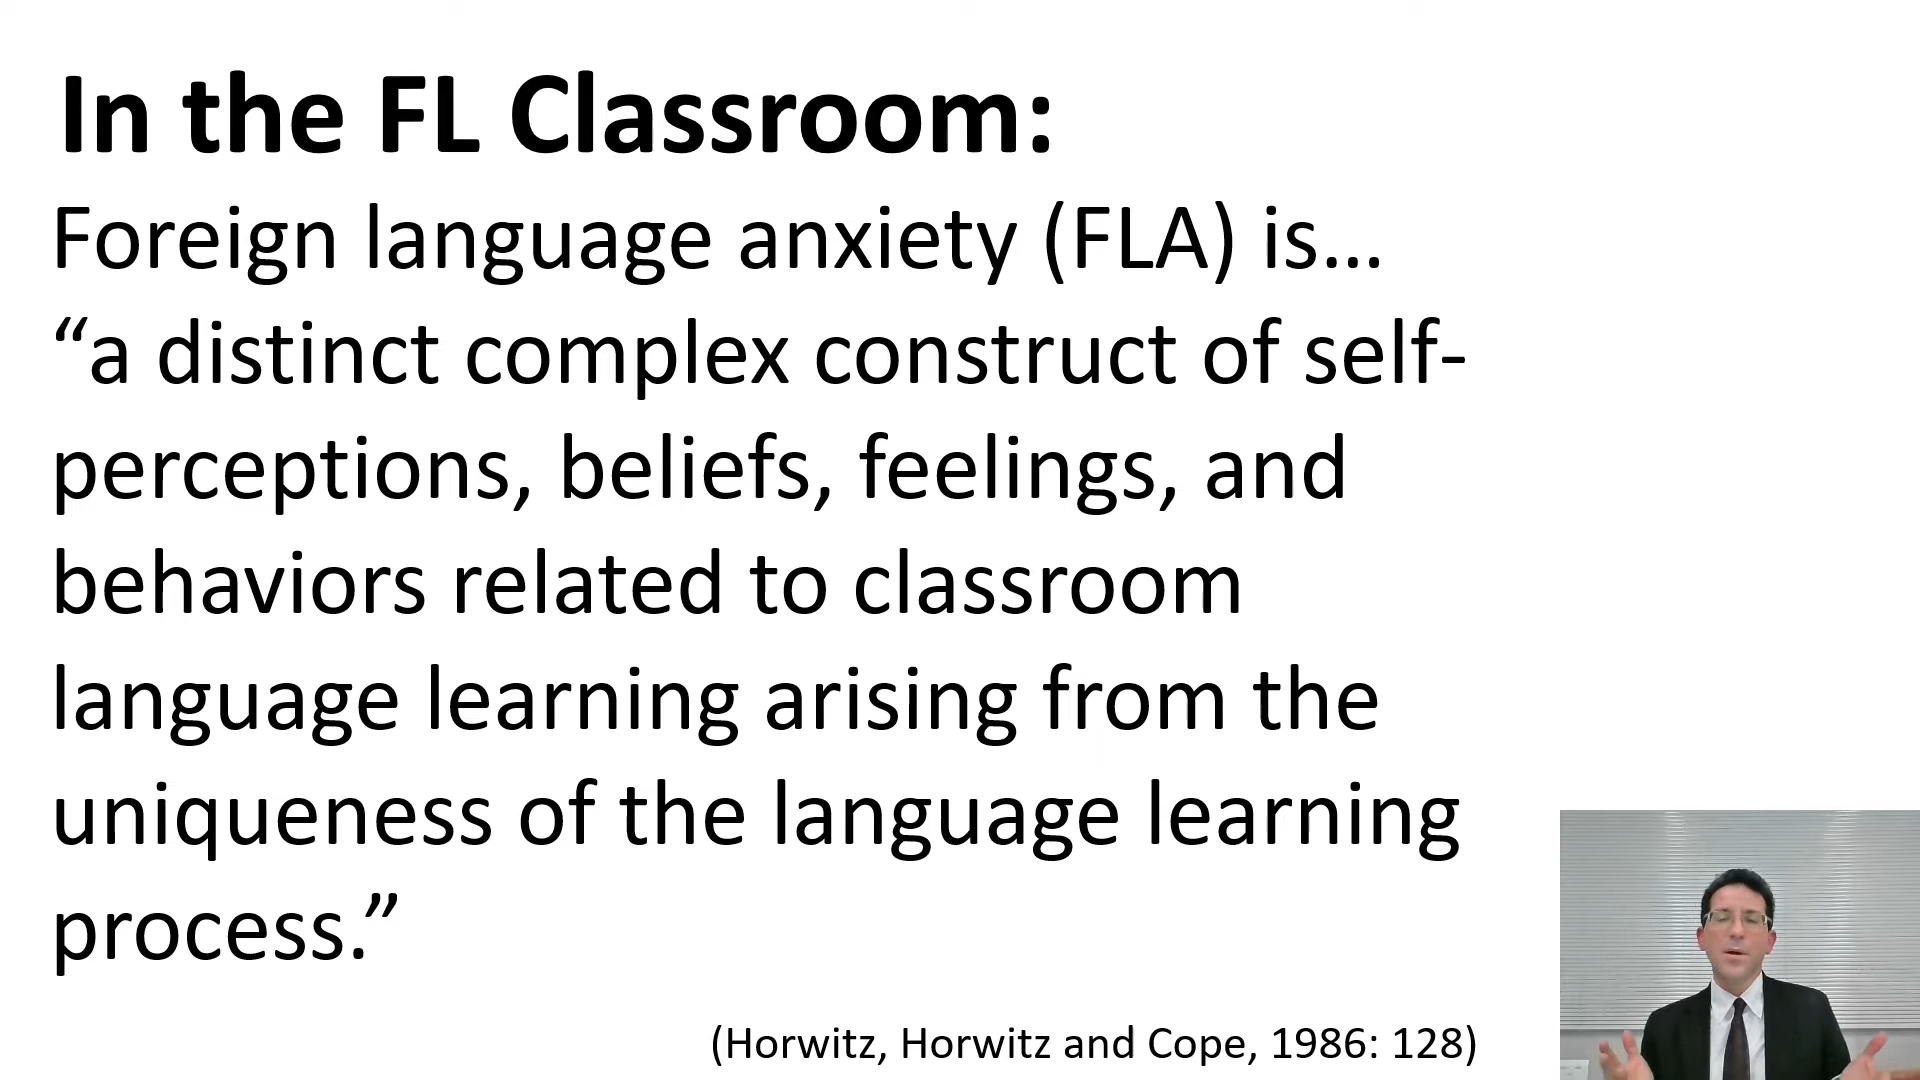 In the FL Classroom:
Foreign language anxiety (FLA) is…
“a distinct complex construct of self-
perceptions, beliefs, feelings, and
behaviors related to classroom
language learning arising from the
uniqueness of the language learning
process.”
(Horwitz, Horwitz and Cope, 1986: 128)